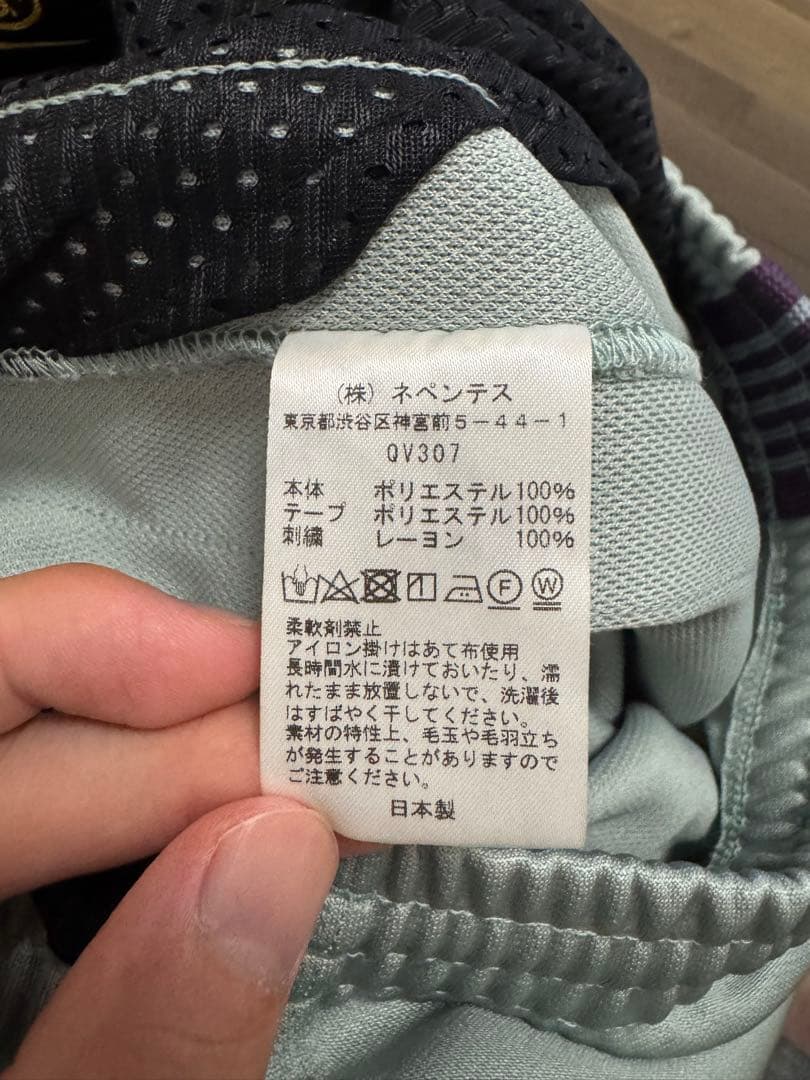 （株）ネペンテス
東京都渋谷区神宮前５－４４－１
QV307
本体 ポリエステル100%
テープ ポリエステル100%
刺繍 レーヨン 100%
F W
柔軟剤禁止
アイロン掛けはあて布使用
長時間水に漬けておいたり、濡
れたまま放置しないで、洗濯後
はすばやく干してください。
素材の特性上、毛玉や毛羽立ち
が発生することがありますので
ご注意ください。
日本製